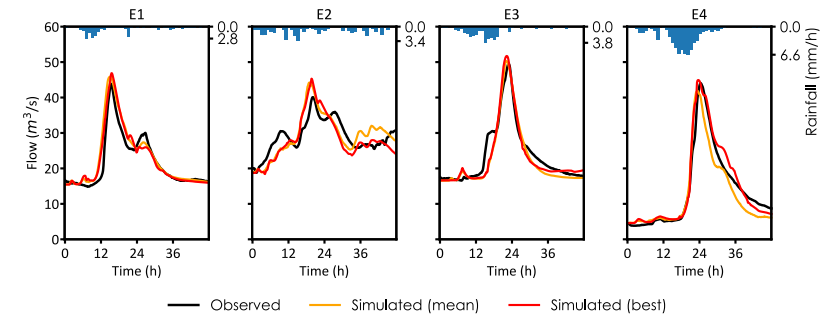 E1 E2 E3 E4
60 0.0 0.0 0.0 0.0
2.8 3.4 3.8 6.6
50
40
30
20
10
0
Flow (m³/s)
Rainfall (mm/h)
0 12 24 36 0 12 24 36 0 12 24 36 0 12 24 36
Time (h) Time (h) Time (h) Time (h)
Observed Simulated (mean) Simulated (best)